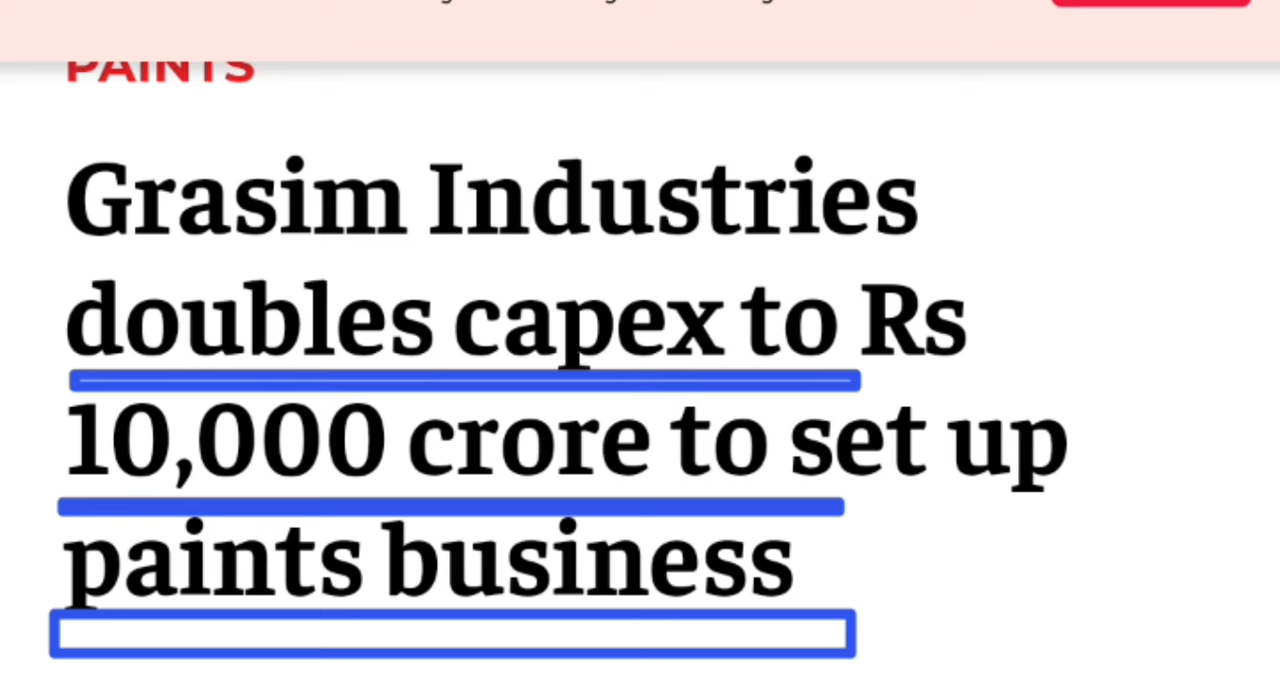 PAINTS
Grasim Industries
doubles capex to Rs
10,000 crore to set up
paints business